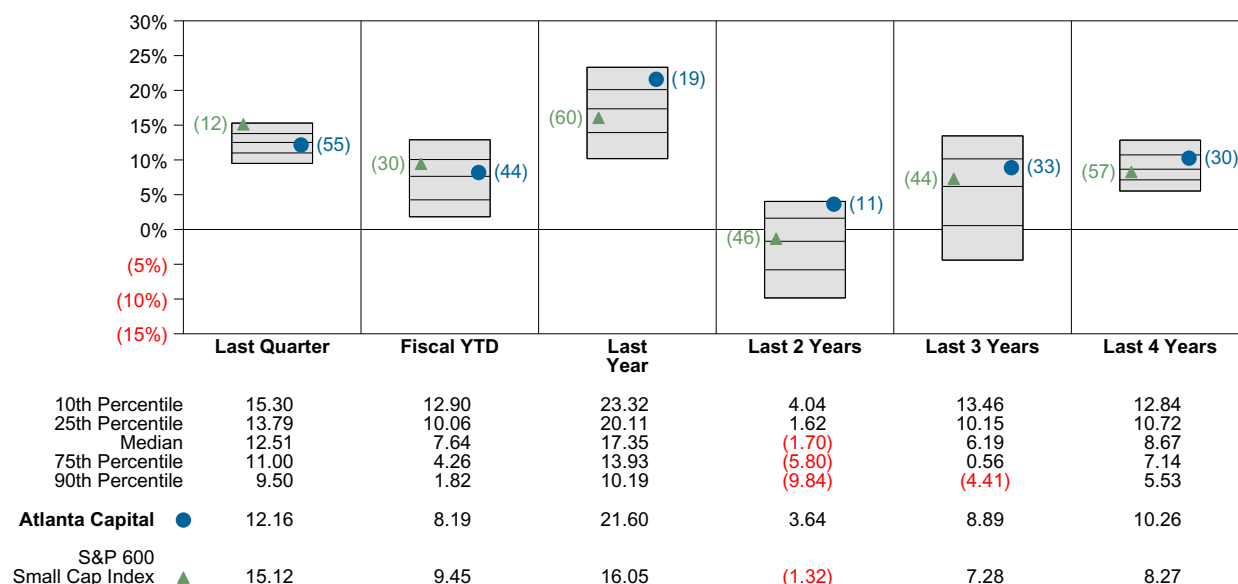 30%
25%
20%
15%
10%
5%
0%
(5%)
(10%)
(15%)
(12)
(55)
(30)
(44)
(60)
(19)
(46)
(11)
(44)
(33)
(57)
(30)
Last Quarter Fiscal YTD Last Year Last 2 Years Last 3 Years Last 4 Years
10th Percentile 15.30 12.90 23.32 4.04 13.46 12.84
25th Percentile 13.79 10.06 20.11 1.62 10.15 10.72
Median 12.51 7.64 17.35 (1.70) 6.19 8.67
75th Percentile 11.00 4.26 13.93 (5.80) 0.56 7.14
90th Percentile 9.50 1.82 10.19 (9.84) (4.41) 5.53
Atlanta Capital 12.16 8.19 21.60 3.64 8.89 10.26
S&P 600
Small Cap Index 15.12 9.45 16.05 (1.32) 7.28 8.27